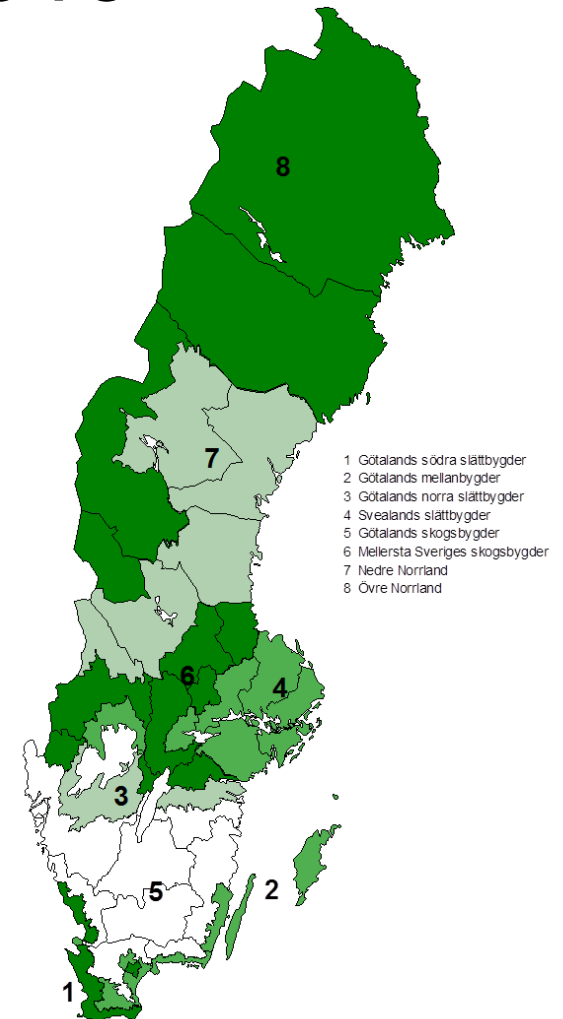 8
7
1 Götalands södra slättbygder
2 Götalands mellanbygder
3 Götalands norra slättbygder
4 Svealands slättbygder
5 Götalands skogsbygder
6 Mellersta Sveriges skogsbygder
7 Nedre Norrland
8 Övre Norrland
6
4
3
5
2
1